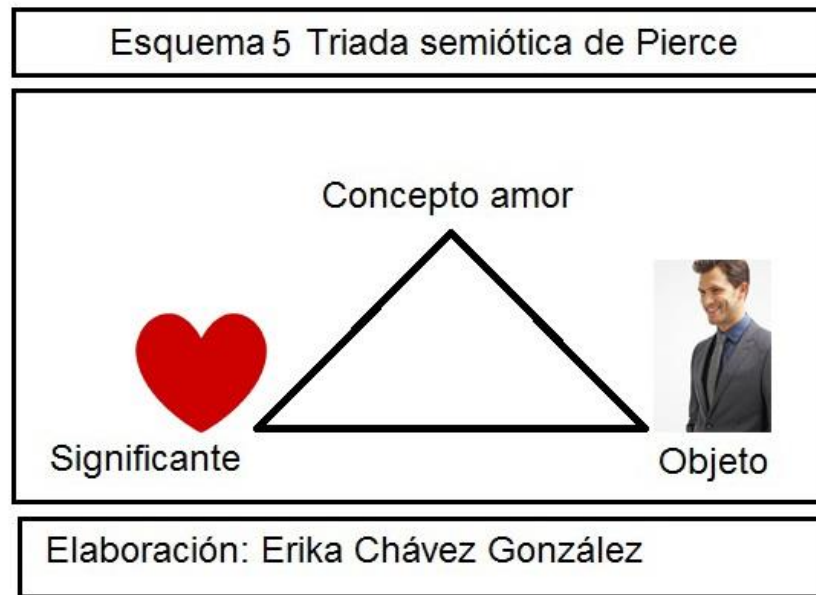 Esquema 5 Triada semiótica de Pierce
Concepto amor
Significante
Objeto
Elaboración: Erika Chávez González